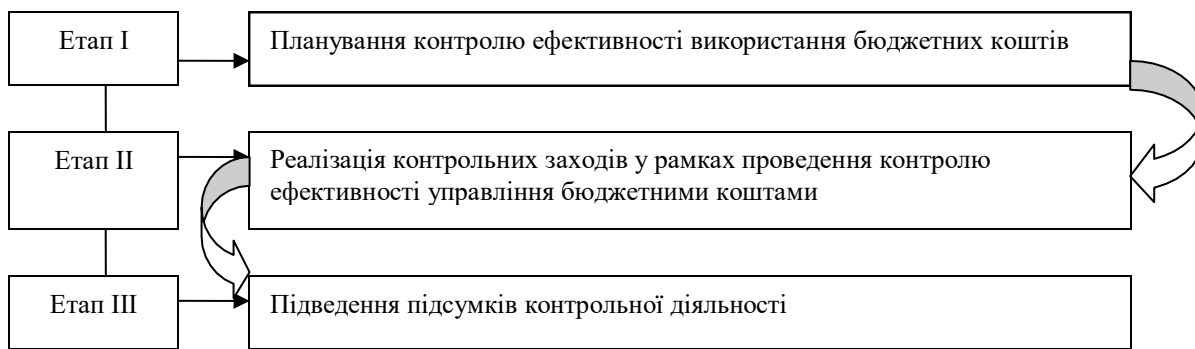 Етап I
Планування контролю ефективності використання бюджетних коштів
Етап II
Реалізація контрольних заходів у рамках проведення контролю
ефективності управління бюджетними коштами
Етап III
Підведення підсумків контрольної діяльності